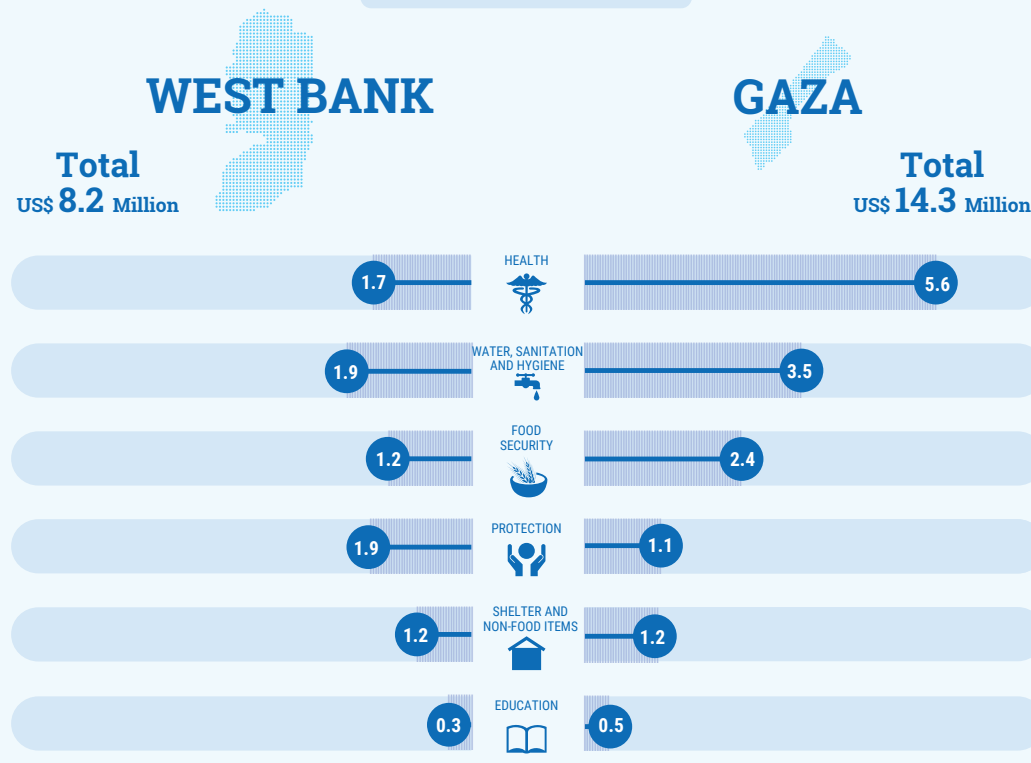 WEST BANK
GAZA
Total
US$ 8.2 Million
Total
US$ 14.3 Million
HEALTH
1.7
5.6
WATER, SANITATION
AND HYGIENE
1.9
3.5
FOOD
SECURITY
1.2
2.4
PROTECTION
1.9
1.1
SHELTER AND
NON-FOOD ITEMS
1.2
1.2
EDUCATION
0.3
0.5